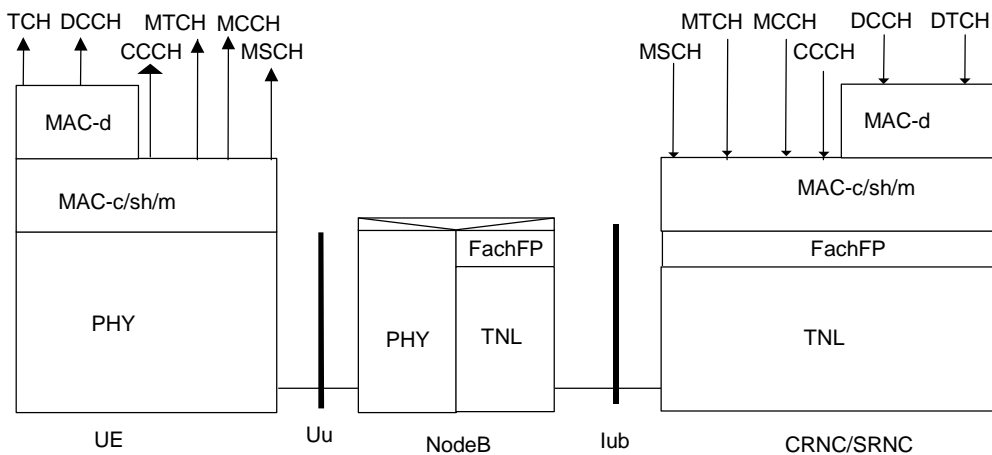 TCH DCCH MTCH MCCH MTCH MCCH DCCH DTCH
CCCH MSCH MSCH CCCH
MAC-d MAC-d
MAC-c/sh/m MAC-c/sh/m
FachFP FachFP
PHY PHY TNL TNL
UE Uu NodeB Iub CRNC/SRNC